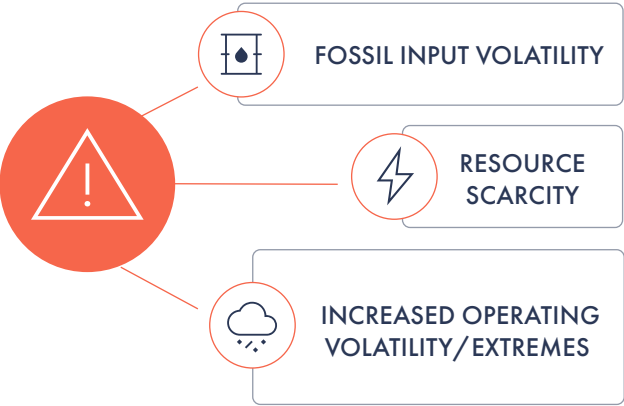 FOSSIL INPUT VOLATILITY
RESOURCE
SCARCITY
INCREASED OPERATING
VOLATILITY/EXTREMES